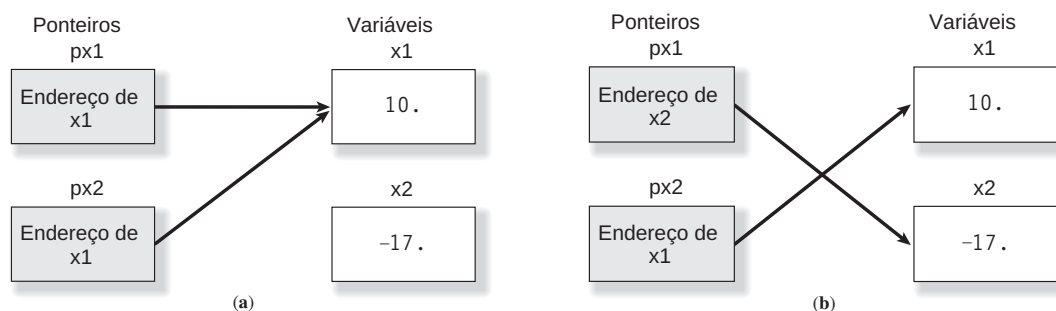 Ponteiros
px1
Variáveis
x1
Endereço de
x1
10.
px2
x2
Endereço de
x1
−17.
(a)
Ponteiros
px1
Variáveis
x1
Endereço de
x2
10.
px2
x2
Endereço de
x1
−17.
(b)